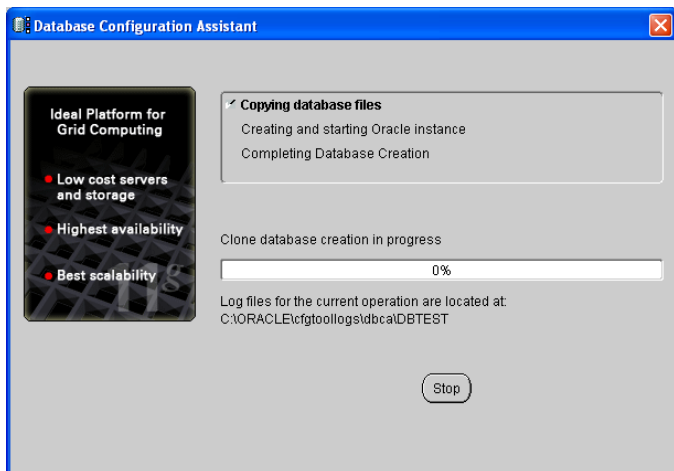 Database Configuration Assistant
Ideal Platform for
Grid Computing
Low cost servers
and storage
Highest availability
Best scalability
11g
Copying database files
Creating and starting Oracle instance
Completing Database Creation
Clone database creation in progress
0%
Log files for the current operation are located at:
C:\ORACLE\cfgtoollogs\dbca\DBTEST
Stop